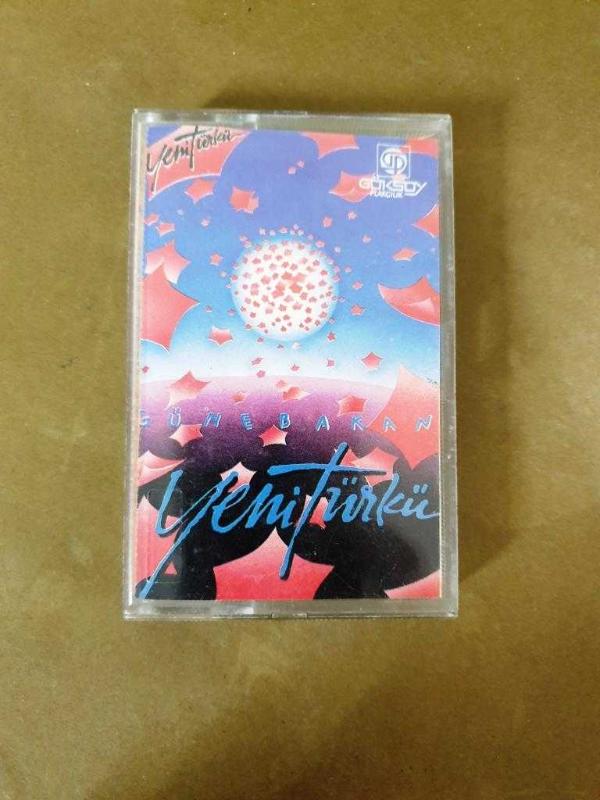 Yeni Türkü
GÖKSOY
PLAKÇILIK
GÜNEBAKAN
Yeni Türkü